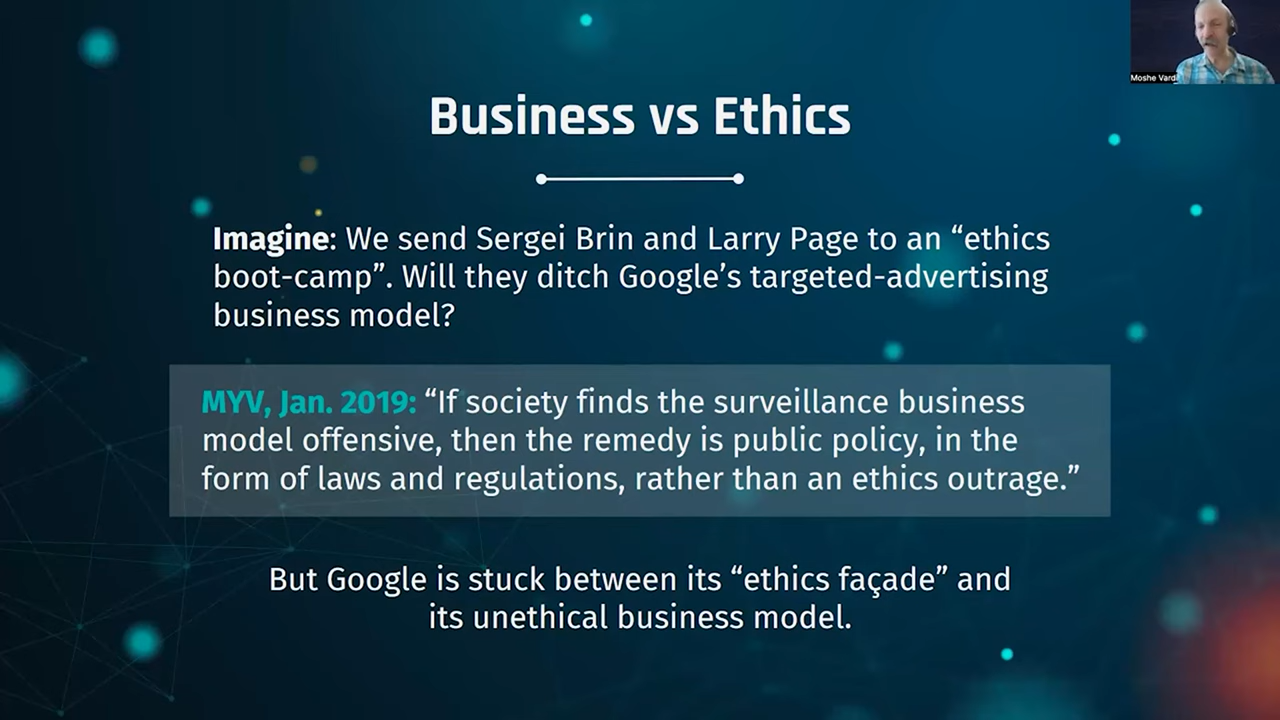 Moshe Vard
Business vs Ethics
Imagine: We send Sergei Brin and Larry Page to an “ethics
boot-camp”. Will they ditch Google’s targeted-advertising
business model?
MYV, Jan. 2019: “If society finds the surveillance business
model offensive, then the remedy is public policy, in the
form of laws and regulations, rather than an ethics outrage.”
But Google is stuck between its “ethics façade” and
its unethical business model.